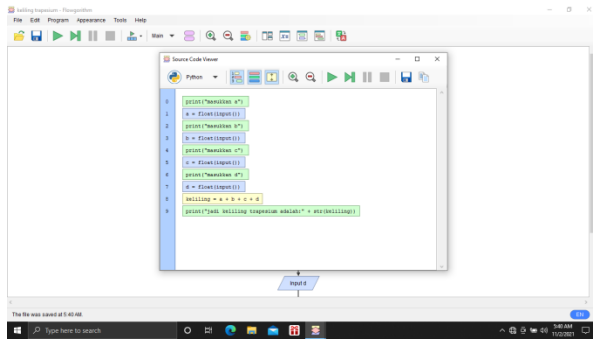 keliling trapesium - Flowgorithm
File Edit Program Appearance Tools Help
Main
Source Code Viewer
Python
0 print("masukkan a")
1 a = float(input())
2 print("masukkan b")
3 b = float(input())
4 print("masukkan c")
5 c = float(input())
6 print("masukkan d")
7 d = float(input())
8 keliling = a + b + c + d
9 print("jadi keliling trapesium adalah:" + str(keliling))
Input d
The file was saved at 5:40 AM.
EN
Type here to search
5:40 AM
11/2/2021